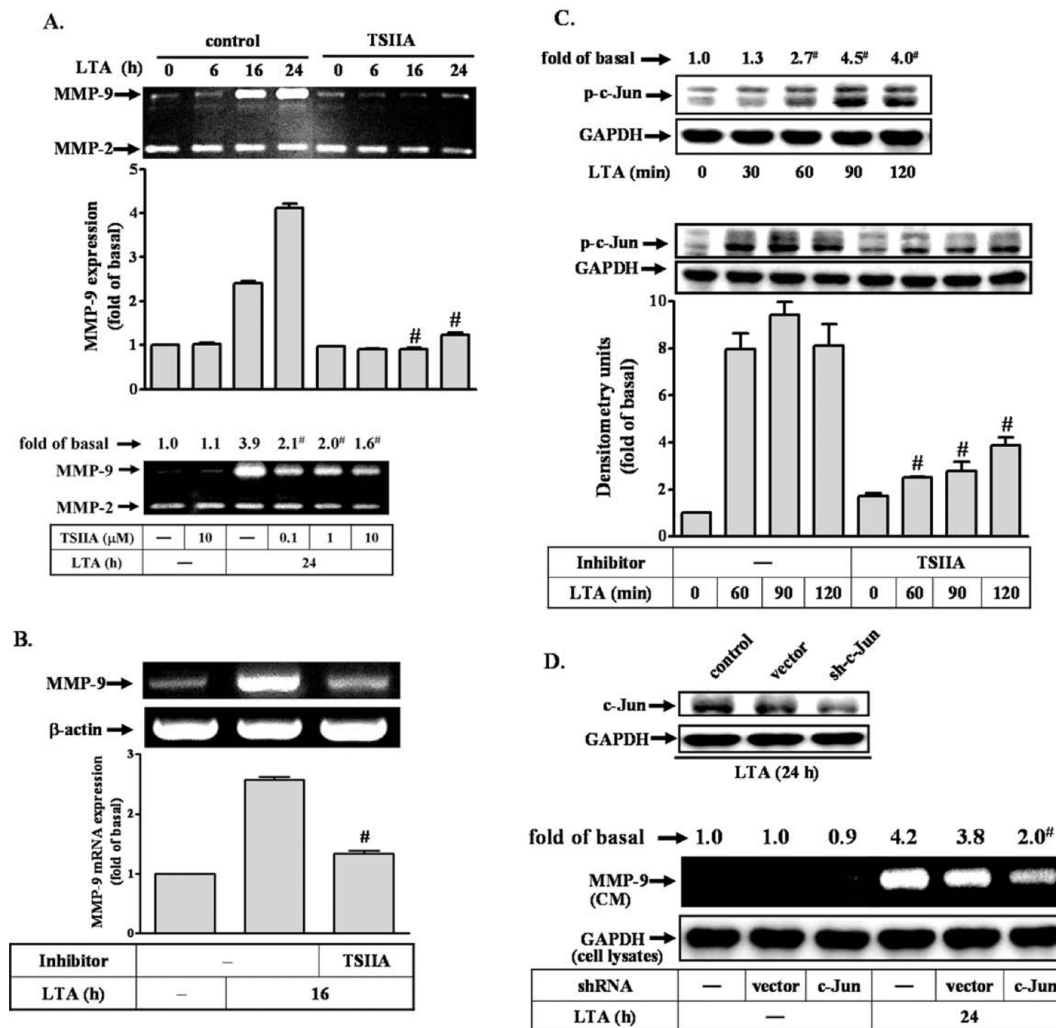 A.
control TSIIA
LTA (h) 0 6 16 24 0 6 16 24
MMP-9
MMP-2
MMP-9 expression
(fold of basal)
5
4
3
2
1
0
# #
fold of basal 1.0 1.1 3.9 2.1# 2.0# 1.6#
MMP-9
MMP-2
TSIIA (μM) — 10 — 0.1 1 10
LTA (h) — 24
B.
MMP-9
β-actin
MMP-9 mRNA expression
(fold of basal)
3
2
1
0
#
Inhibitor – TSIIA
LTA (h) – 16
C.
fold of basal 1.0 1.3 2.7# 4.5# 4.0#
p-c-Jun
GAPDH
LTA (min) 0 30 60 90 120
p-c-Jun
GAPDH
Densitometry units
(fold of basal)
10
8
6
4
2
0
# # #
Inhibitor — TSIIA
LTA (min) 0 60 90 120 0 60 90 120
D.
control vector sh-c-Jun
c-Jun
GAPDH
LTA (24 h)
fold of basal 1.0 1.0 0.9 4.2 3.8 2.0#
MMP-9
(CM)
GAPDH
(cell lysates)
shRNA — vector c-Jun — vector c-Jun
LTA (h) — 24